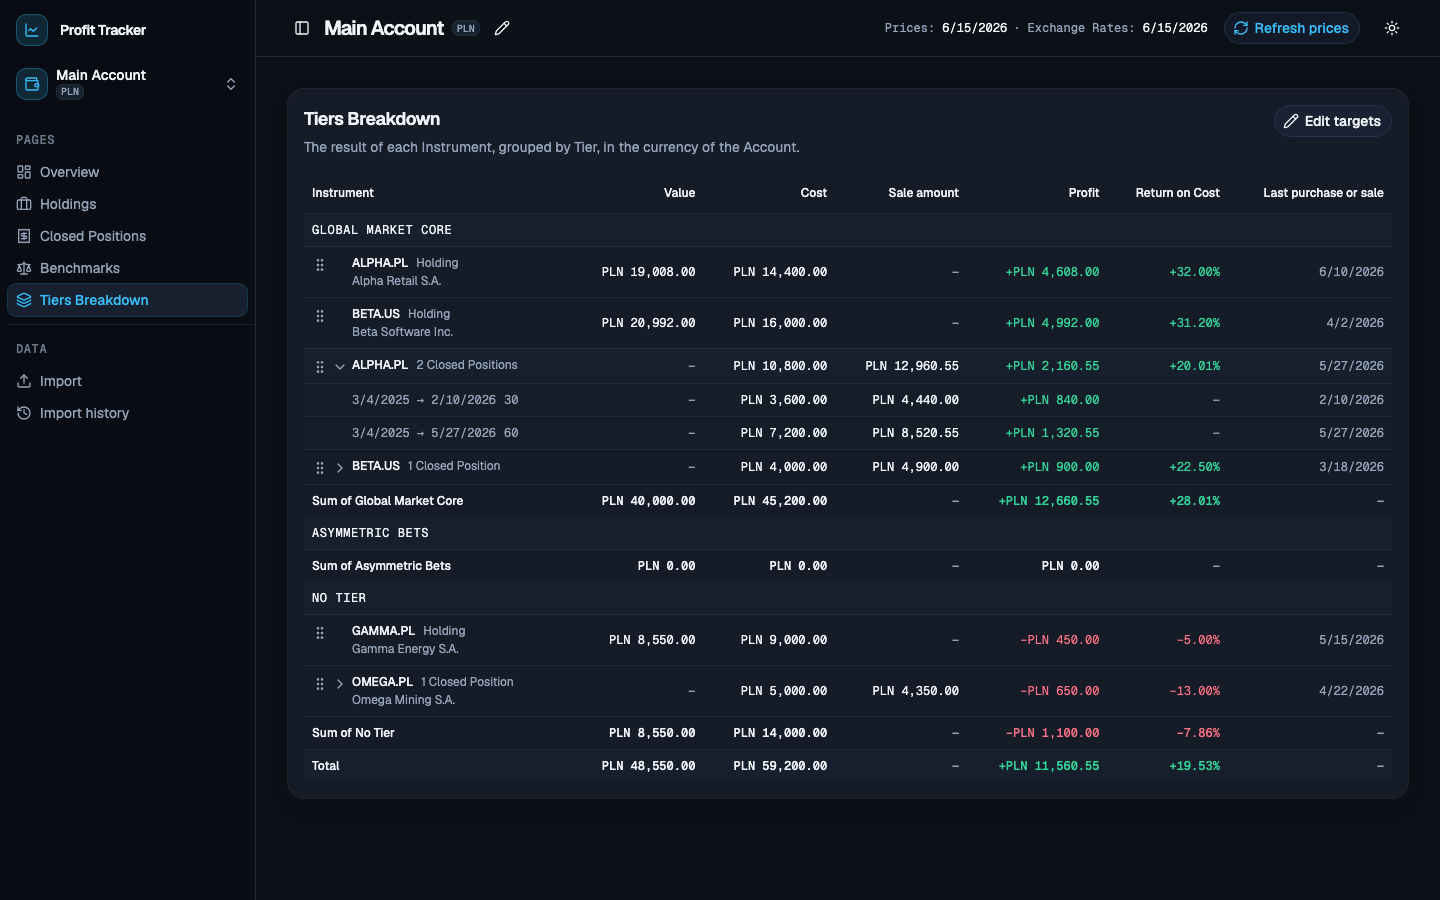 Profit Tracker
Main Account
PLN
PAGES
Overview
Holdings
Closed Positions
Benchmarks
Tiers Breakdown
DATA
Import
Import history
Main Account PLN
Prices: 6/15/2026 · Exchange Rates: 6/15/2026
Refresh prices
Tiers Breakdown
Edit targets
The result of each Instrument, grouped by Tier, in the currency of the Account.
Instrument Value Cost Sale amount Profit Return on Cost Last purchase or sale
GLOBAL MARKET CORE
ALPHA.PL Holding
Alpha Retail S.A.
PLN 19,008.00 PLN 14,400.00 – +PLN 4,608.00 +32.00% 6/10/2026
BETA.US Holding
Beta Software Inc.
PLN 20,992.00 PLN 16,000.00 – +PLN 4,992.00 +31.20% 4/2/2026
ALPHA.PL 2 Closed Positions – PLN 10,800.00 PLN 12,960.55 +PLN 2,160.55 +20.01% 5/27/2026
3/4/2025 → 2/10/2026 30 – PLN 3,600.00 PLN 4,440.00 +PLN 840.00 – 2/10/2026
3/4/2025 → 5/27/2026 60 – PLN 7,200.00 PLN 8,520.55 +PLN 1,320.55 – 5/27/2026
BETA.US 1 Closed Position – PLN 4,000.00 PLN 4,900.00 +PLN 900.00 +22.50% 3/18/2026
Sum of Global Market Core PLN 40,000.00 PLN 45,200.00 – +PLN 12,660.55 +28.01% –
ASYMMETRIC BETS
Sum of Asymmetric Bets PLN 0.00 PLN 0.00 – PLN 0.00 – –
NO TIER
GAMMA.PL Holding
Gamma Energy S.A.
PLN 8,550.00 PLN 9,000.00 – −PLN 450.00 −5.00% 5/15/2026
OMEGA.PL 1 Closed Position
Omega Mining S.A.
– PLN 5,000.00 PLN 4,350.00 −PLN 650.00 −13.00% 4/22/2026
Sum of No Tier PLN 8,550.00 PLN 14,000.00 – −PLN 1,100.00 −7.86% –
Total PLN 48,550.00 PLN 59,200.00 – +PLN 11,560.55 +19.53% –